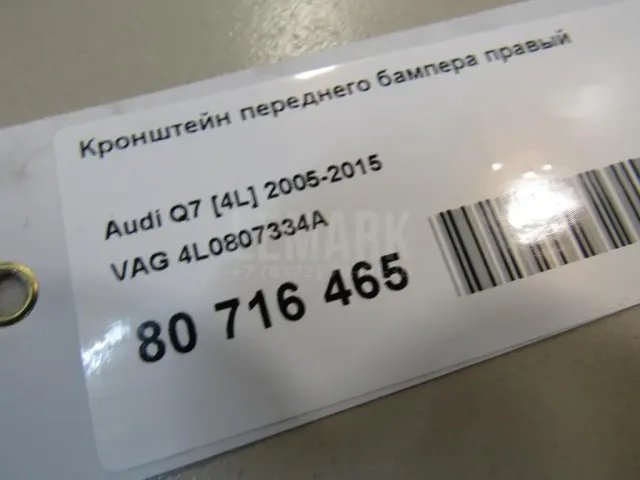 Кронштейн переднего бампера правый
Audi Q7 [4L] 2005-2015
VAG 4L0807334A
80 716 465